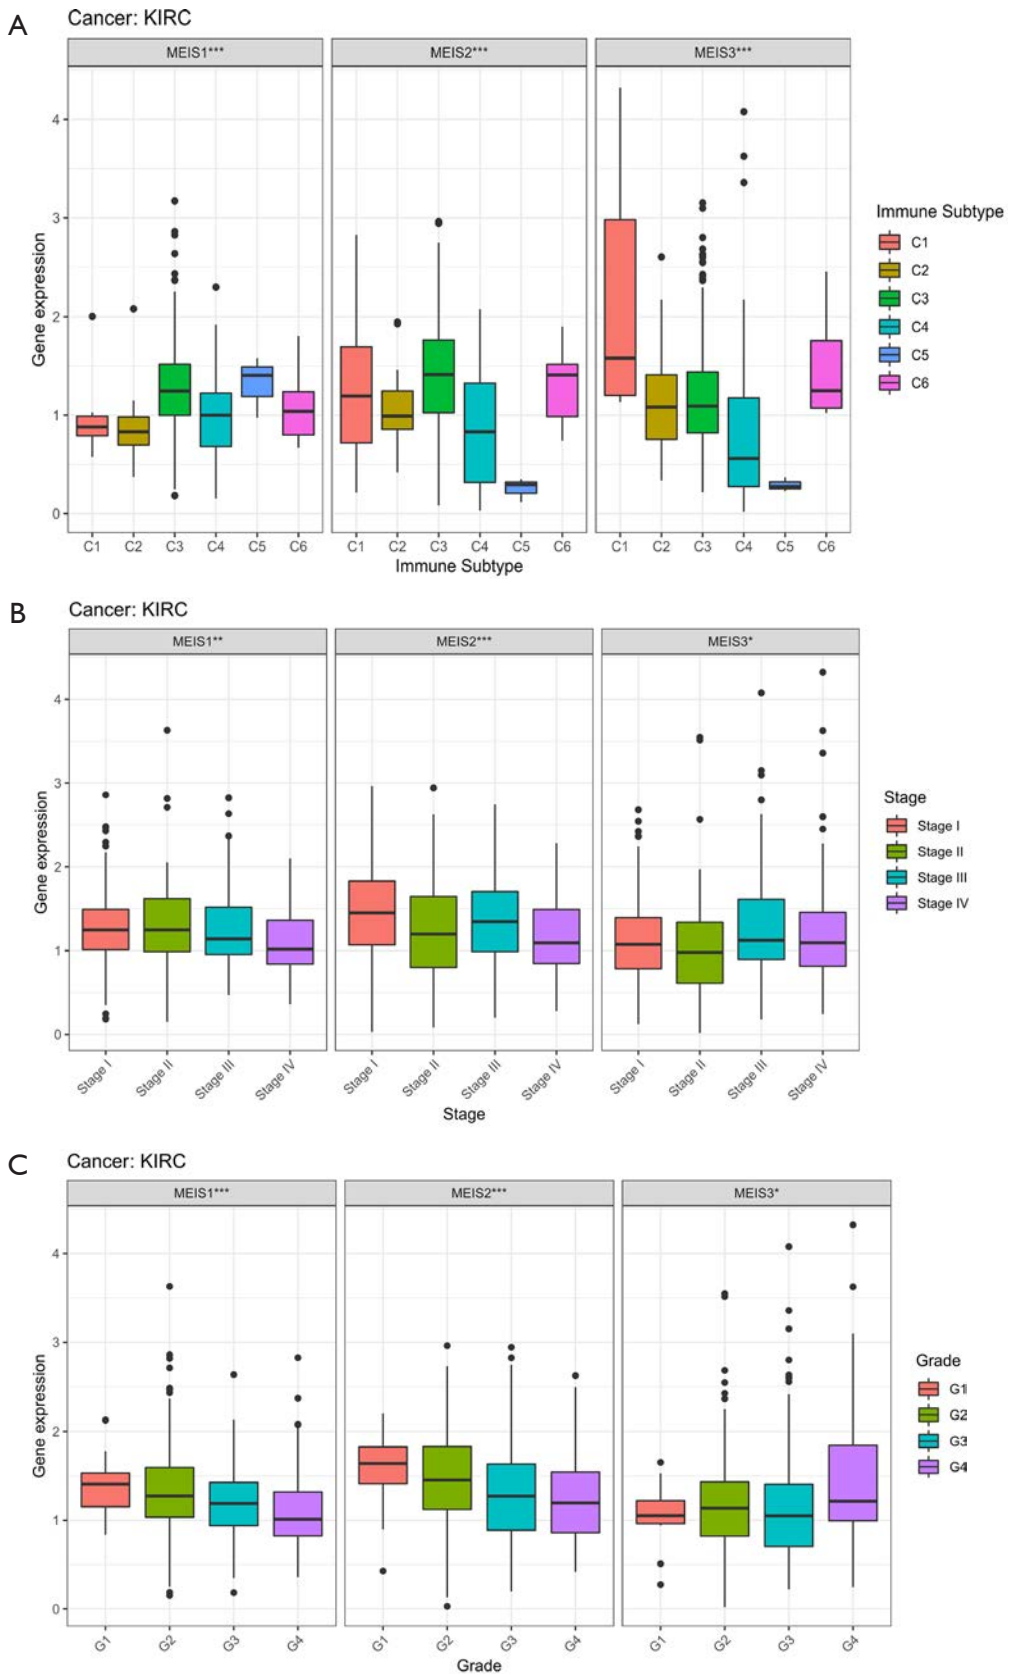 A
Cancer: KIRC
MEIS1*** MEIS2*** MEIS3***
4
3
2
1
0
Gene expression
C1 C2 C3 C4 C5 C6 C1 C2 C3 C4 C5 C6 C1 C2 C3 C4 C5 C6
Immune Subtype
Immune Subtype
C1
C2
C3
C4
C5
C6
B
Cancer: KIRC
MEIS1** MEIS2*** MEIS3*
4
3
2
1
0
Gene expression
Stage I Stage II Stage III Stage IV Stage I Stage II Stage III Stage IV Stage I Stage II Stage III Stage IV
Stage
Stage
Stage I
Stage II
Stage III
Stage IV
C
Cancer: KIRC
MEIS1*** MEIS2*** MEIS3*
4
3
2
1
0
Gene expression
G1 G2 G3 G4 G1 G2 G3 G4 G1 G2 G3 G4
Grade
Grade
G1
G2
G3
G4